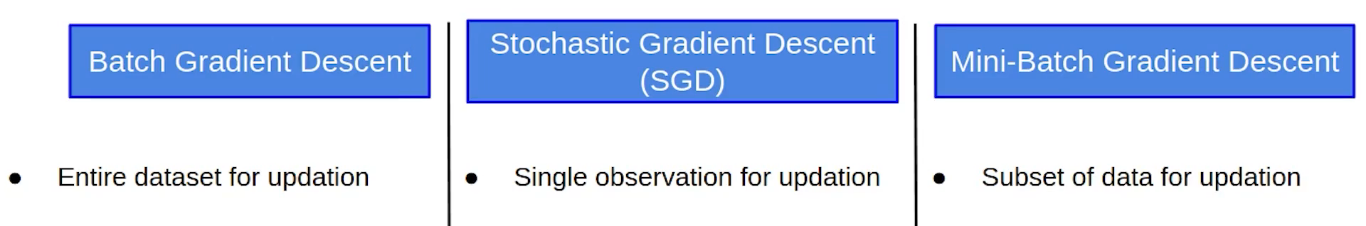 Batch Gradient Descent
Stochastic Gradient Descent
(SGD)
Mini-Batch Gradient Descent
● Entire dataset for updation
● Single observation for updation
● Subset of data for updation